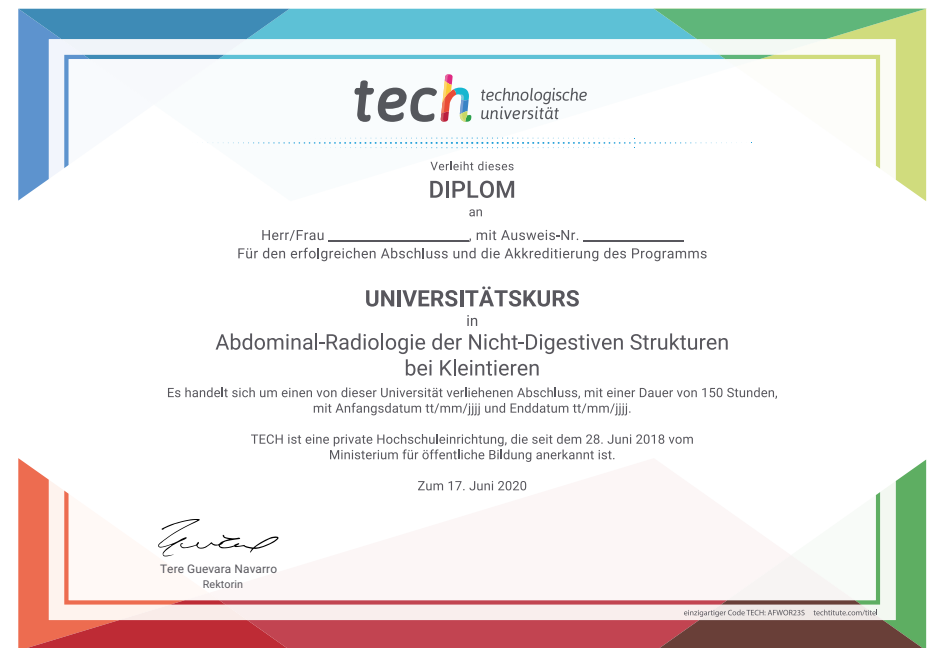 tech technologische
universität
Verleiht dieses
DIPLOM
an
Herr/Frau ____________________, mit Ausweis-Nr. ______________
Für den erfolgreichen Abschluss und die Akkreditierung des Programms
UNIVERSITÄTSKURS
in
Abdominal-Radiologie der Nicht-Digestiven Strukturen
bei Kleintieren
Es handelt sich um einen von dieser Universität verliehenen Abschluss, mit einer Dauer von 150 Stunden,
mit Anfangsdatum tt/mm/jjjj und Enddatum tt/mm/jjjj.
TECH ist eine private Hochschuleinrichtung, die seit dem 28. Juni 2018 vom
Ministerium für öffentliche Bildung anerkannt ist.
Zum 17. Juni 2020
Tere Guevara Navarro
Rektorin
einzigartiger Code TECH: AFWOR23S techtitute.com/titel